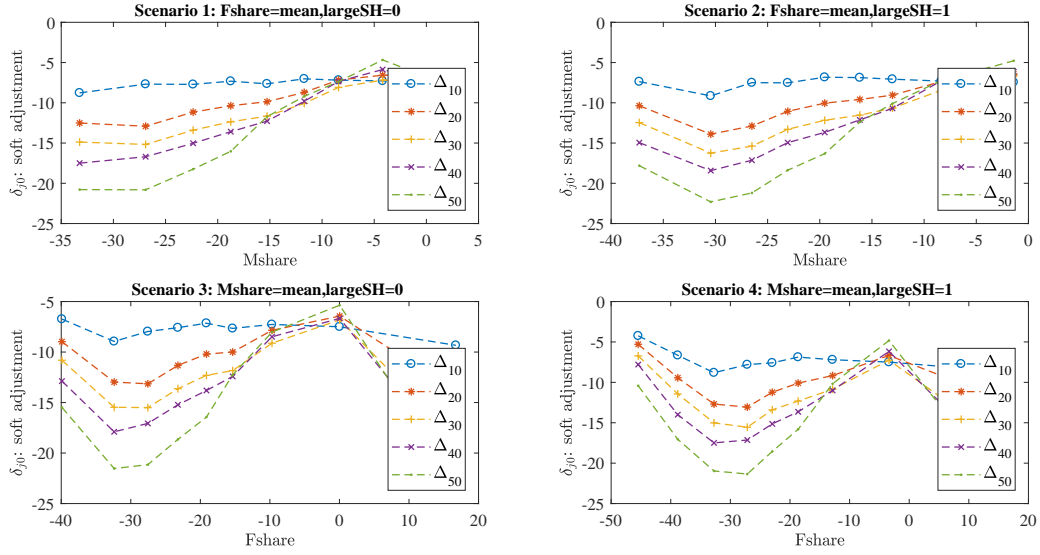 Scenario 1: Fshare=mean,largeSH=0
0
-5
-10
-15
-20
-25
δj0: soft adjustment
-35 -30 -25 -20 -15 -10 -5 0 5
Mshare
Δ10
Δ20
Δ30
Δ40
Δ50
Scenario 2: Fshare=mean,largeSH=1
0
-5
-10
-15
-20
-25
δj0: soft adjustment
-40 -35 -30 -25 -20 -15 -10 -5 0
Mshare
Δ10
Δ20
Δ30
Δ40
Δ50
Scenario 3: Mshare=mean,largeSH=0
-5
-10
-15
-20
-25
δj0: soft adjustment
-40 -30 -20 -10 0 10 20
Fshare
Δ10
Δ20
Δ30
Δ40
Δ50
Scenario 4: Mshare=mean,largeSH=1
0
-5
-10
-15
-20
-25
δj0: soft adjustment
-50 -40 -30 -20 -10 0 10 20
Fshare
Δ10
Δ20
Δ30
Δ40
Δ50